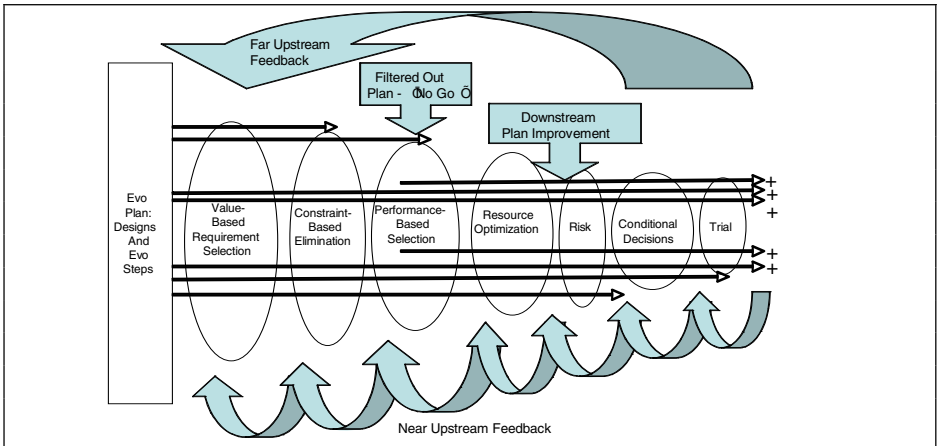 Far Upstream
Feedback
Filtered Out
Plan - ÔNo Go Õ
Downstream
Plan Improvement
Evo
Plan:
Designs
And
Evo
Steps
Value-
Based
Requirement
Selection
Constraint-
Based
Elimination
Performance-
Based
Selection
Resource
Optimization
Risk
Conditional
Decisions
Trial
+
+
+
+
+
Near Upstream Feedback